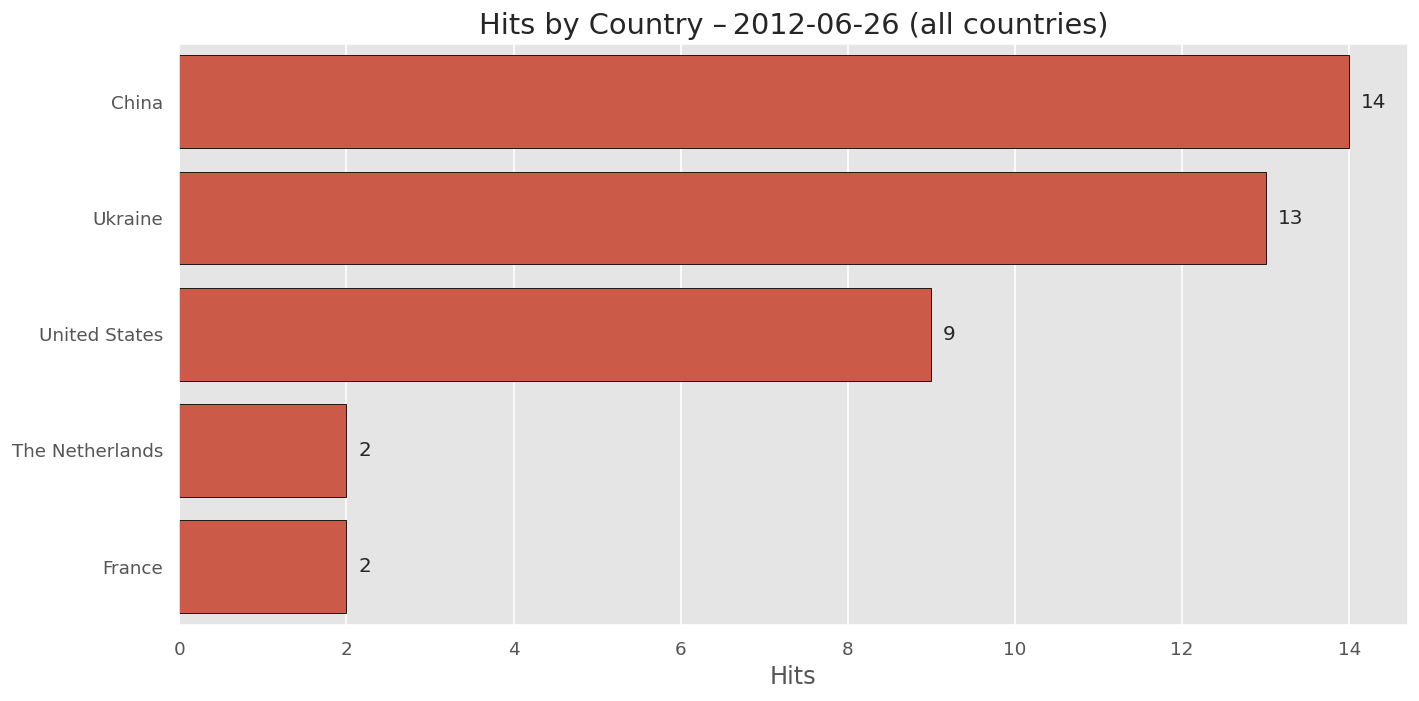 Hits by Country – 2012-06-26 (all countries)
China 14
Ukraine 13
United States 9
The Netherlands 2
France 2
0 2 4 6 8 10 12 14
Hits